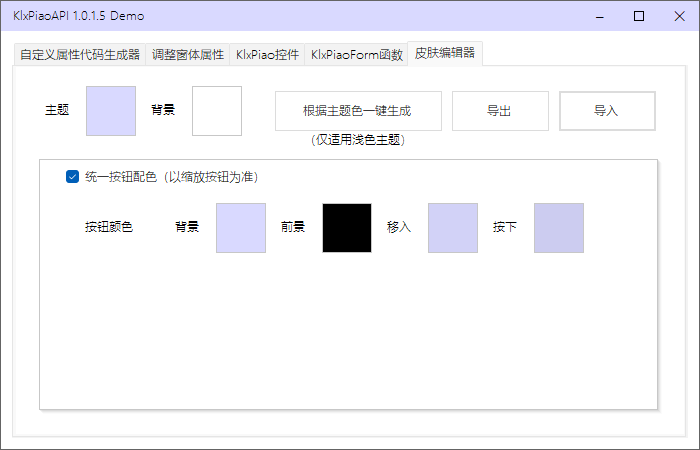 KlxPiaoAPI 1.0.1.5 Demo
自定义属性代码生成器 调整窗体属性 KlxPiao控件 KlxPiaoForm函数 皮肤编辑器
主题 背景 根据主题色一键生成 导出 导入
（仅适用浅色主题）
统一按钮配色（以缩放按钮为准）
按钮颜色 背景 前景 移入 按下